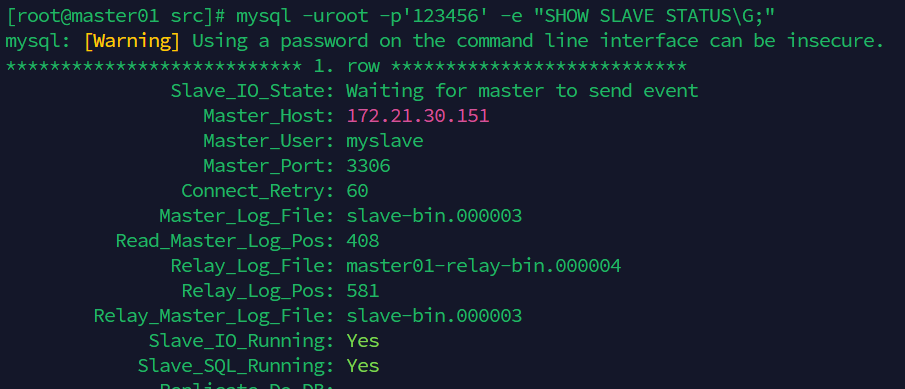 [root@master01 src]# mysql -uroot -p'123456' -e "SHOW SLAVE STATUS\G;"
mysql: [Warning] Using a password on the command line interface can be insecure.
*************************** 1. row ***************************
Slave_IO_State: Waiting for master to send event
Master_Host: 172.21.30.151
Master_User: myslave
Master_Port: 3306
Connect_Retry: 60
Master_Log_File: slave-bin.000003
Read_Master_Log_Pos: 408
Relay_Log_File: master01-relay-bin.000004
Relay_Log_Pos: 581
Relay_Master_Log_File: slave-bin.000003
Slave_IO_Running: Yes
Slave_SQL_Running: Yes
Replicate_Do_DB: